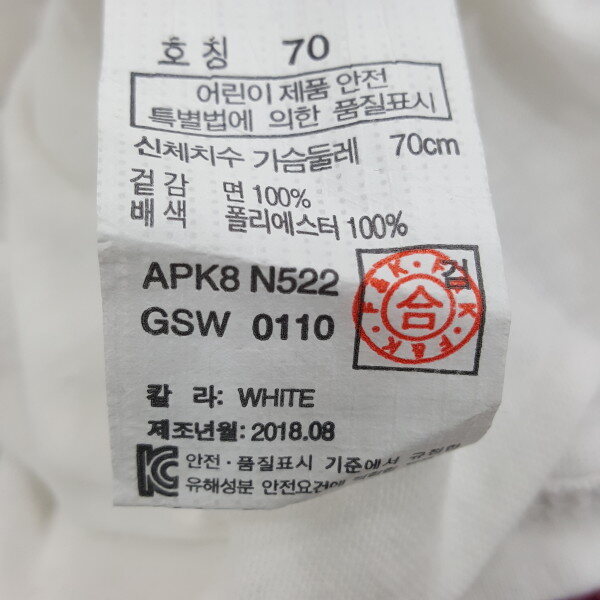 호칭 70
어린이 제품 안전
특별법에 의한 품질표시
신체치수 가슴둘레 70cm
겉감 면 100%
배색 폴리에스터 100%
APK8 N522
GSW 0110
검
合
F&K · F&K · F&K
칼 라: WHITE
제조년월: 2018.08
안전 · 품질표시 기준에서
유해성분 안전요건에